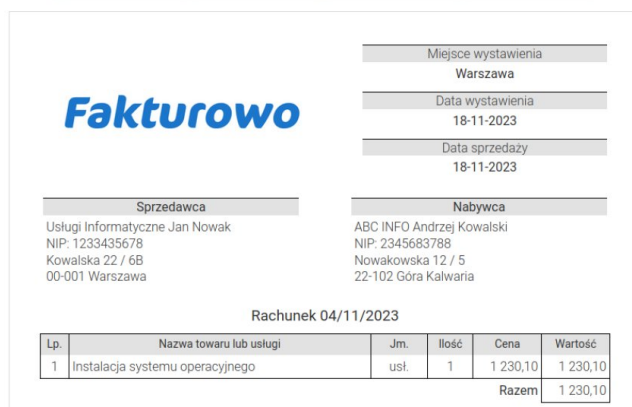 Miejsce wystawienia
Warszawa
Fakturowo
Data wystawienia
18-11-2023
Data sprzedaży
18-11-2023
Sprzedawca
Usługi Informatyczne Jan Nowak
NIP: 1233435678
Kowalska 22 / 6B
00-001 Warszawa
Nabywca
ABC INFO Andrzej Kowalski
NIP: 2345683788
Nowakowska 12 / 5
22-102 Góra Kalwaria
Rachunek 04/11/2023
Lp. Nazwa towaru lub usługi Jm. Ilość Cena Wartość
1 Instalacja systemu operacyjnego usł. 1 1 230,10 1 230,10
Razem 1 230,10